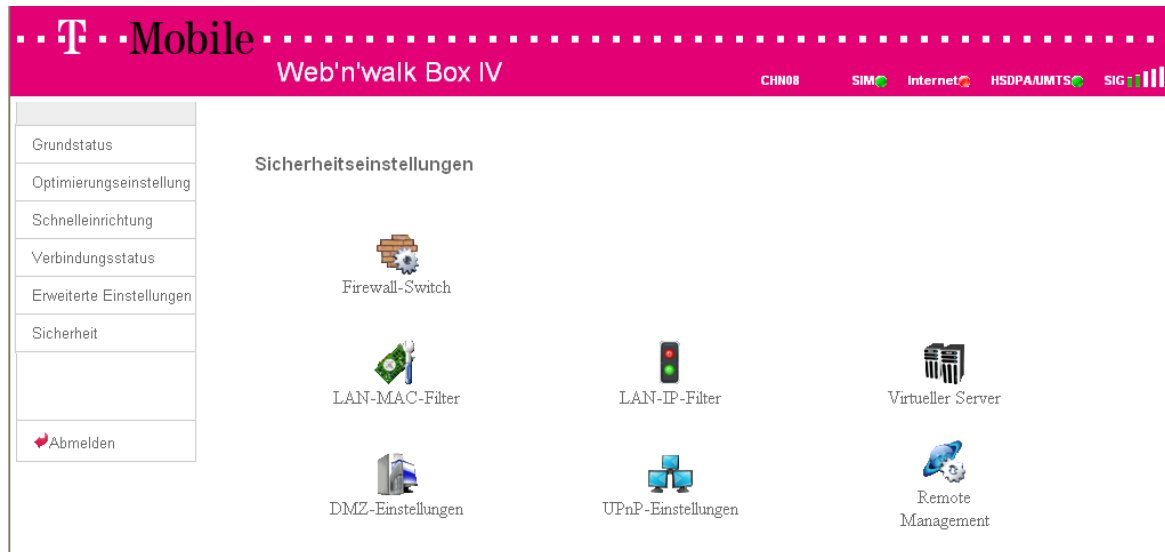 T Mobile
Web'n'walk Box IV
CHN08 SIM Internet HSDPA/UMTS SIG
Grundstatus
Optimierungseinstellung
Schnelleinrichtung
Verbindungsstatus
Erweiterte Einstellungen
Sicherheit
Abmelden
Sicherheitseinstellungen
Firewall-Switch
LAN-MAC-Filter
LAN-IP-Filter
Virtueller Server
DMZ-Einstellungen
UPnP-Einstellungen
Remote
Management